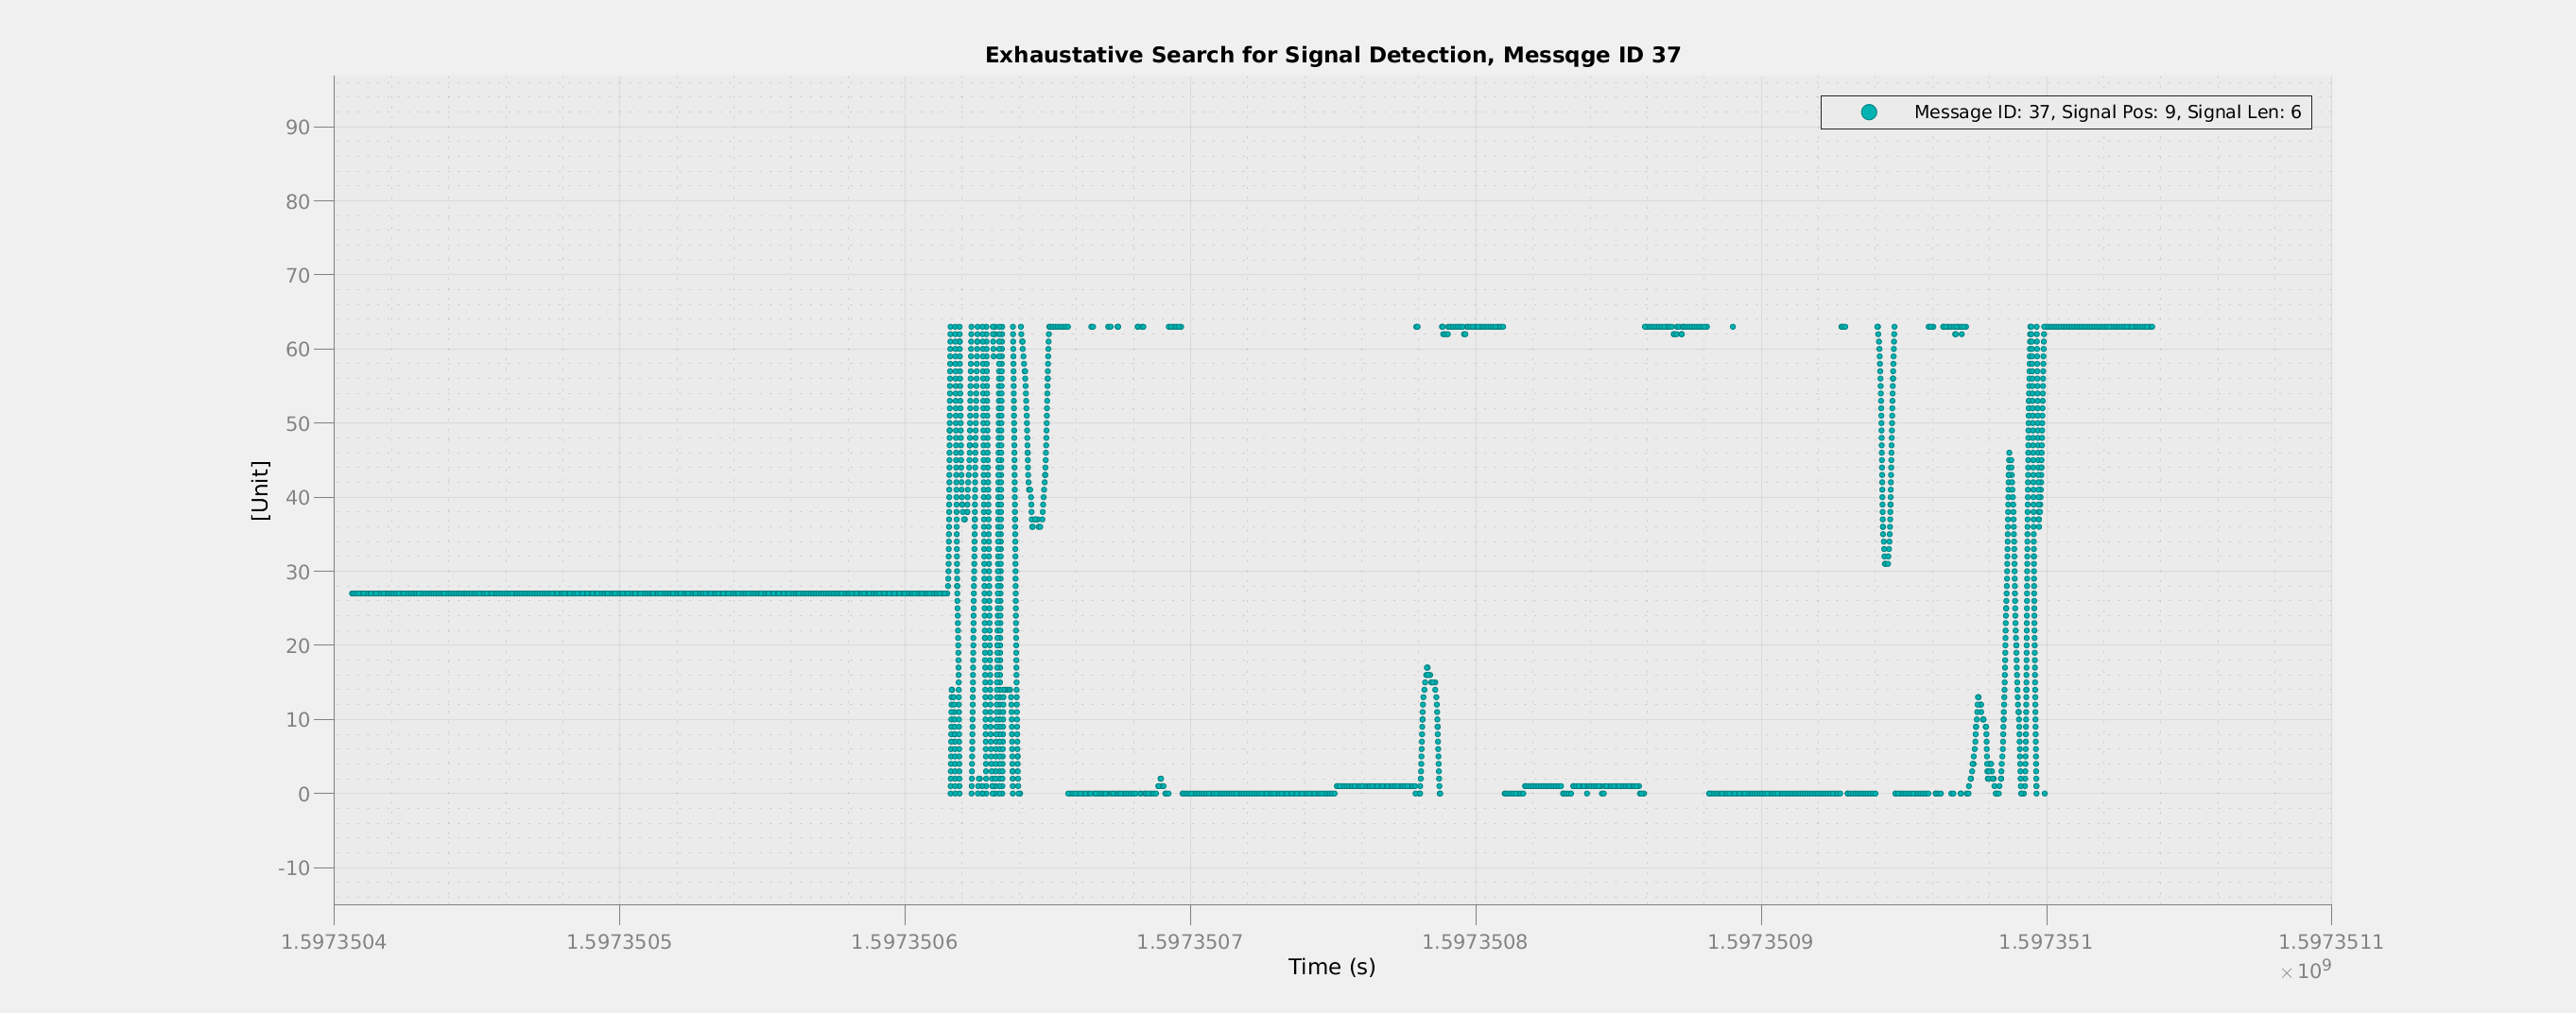 Exhaustative Search for Signal Detection, Messqge ID 37
Message ID: 37, Signal Pos: 9, Signal Len: 6
90
80
70
60
50
40
30
20
10
0
-10
[Unit]
1.5973504 1.5973505 1.5973506 1.5973507 1.5973508 1.5973509 1.597351 1.5973511
Time (s)
×10⁹